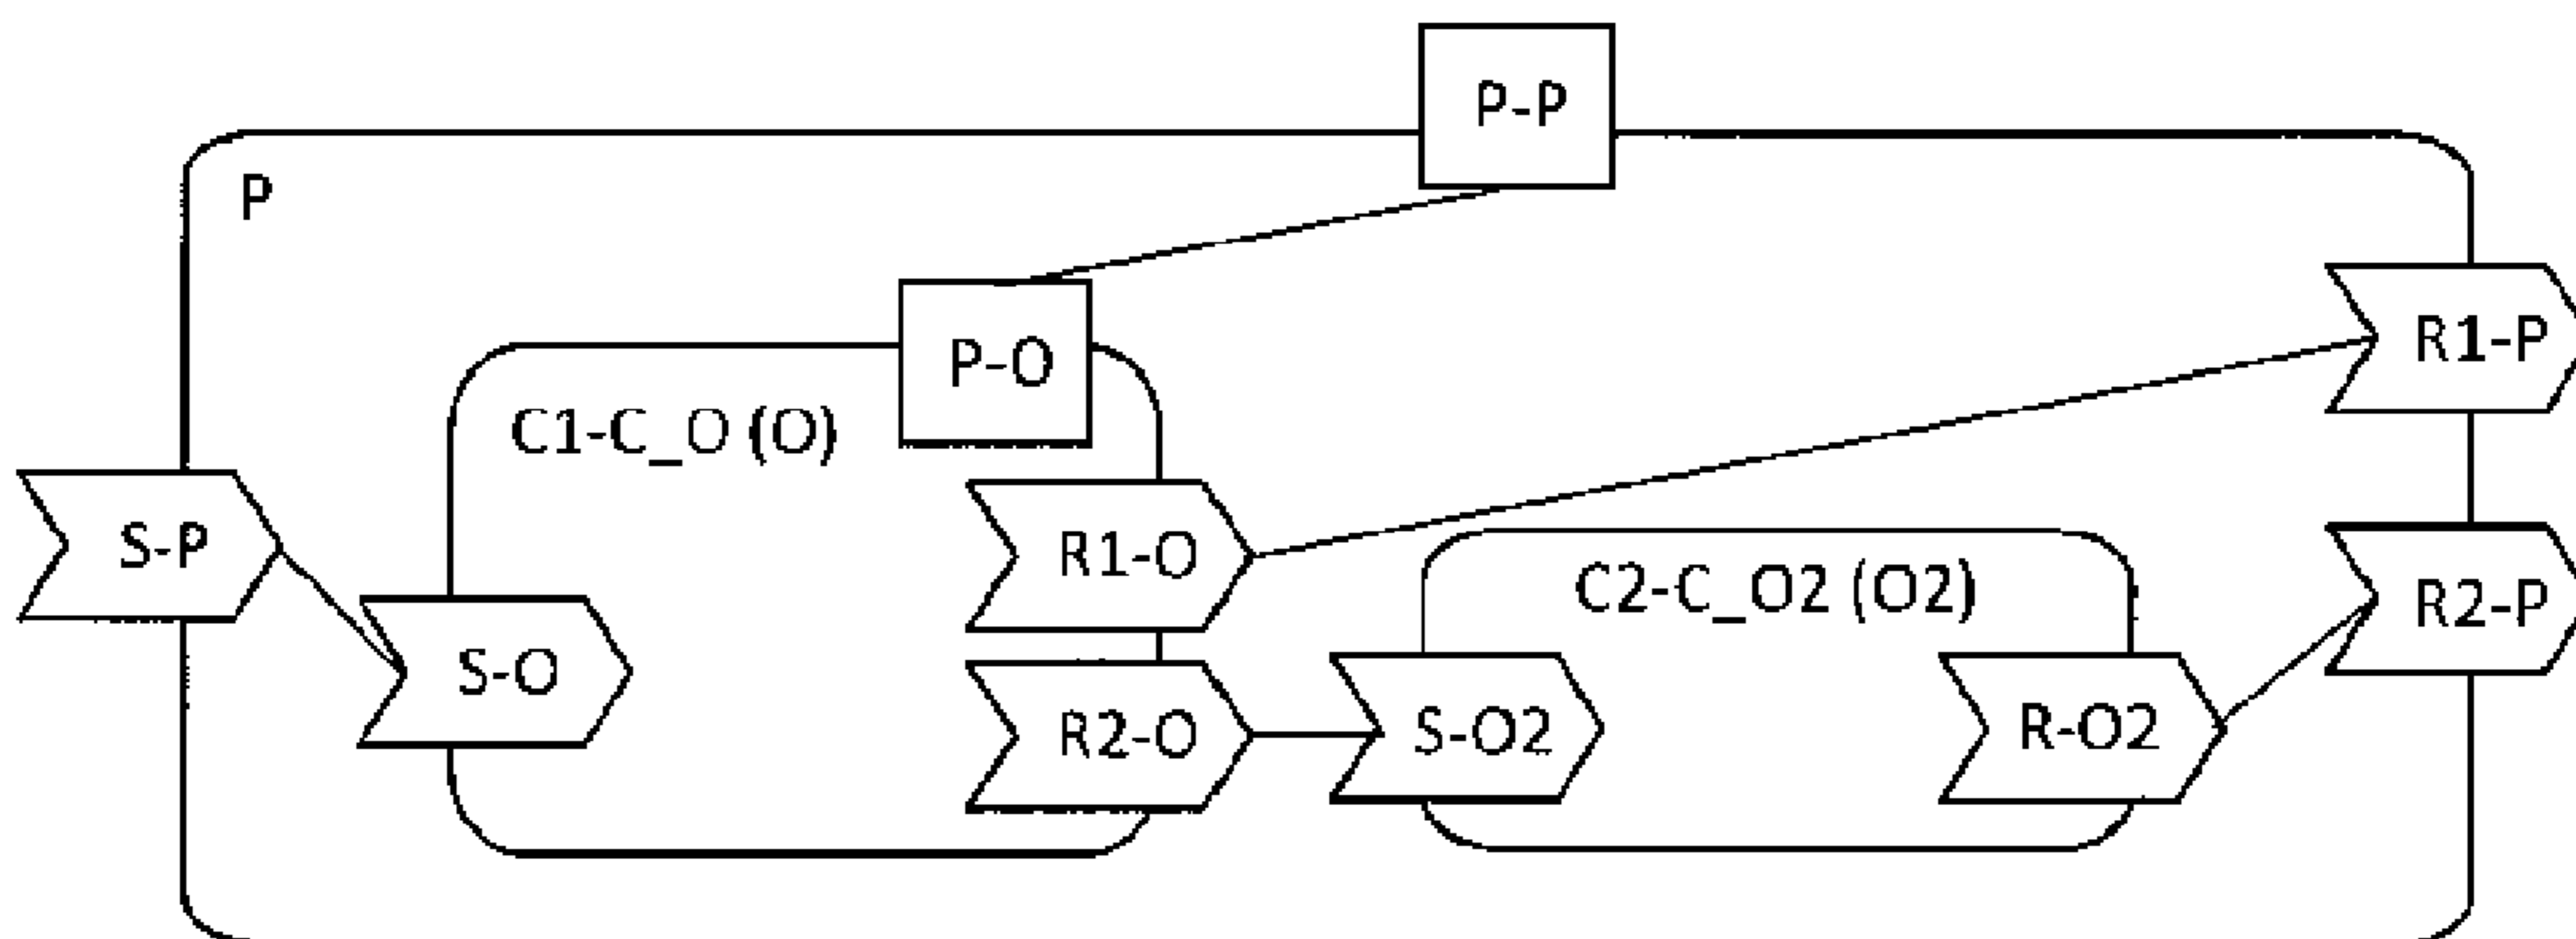 P-P
P
P-O
R1-P
C1-C_O (O)
S-P
R1-O
C2-C_O2 (O2)
R2-P
S-O
R2-O
S-O2
R-O2